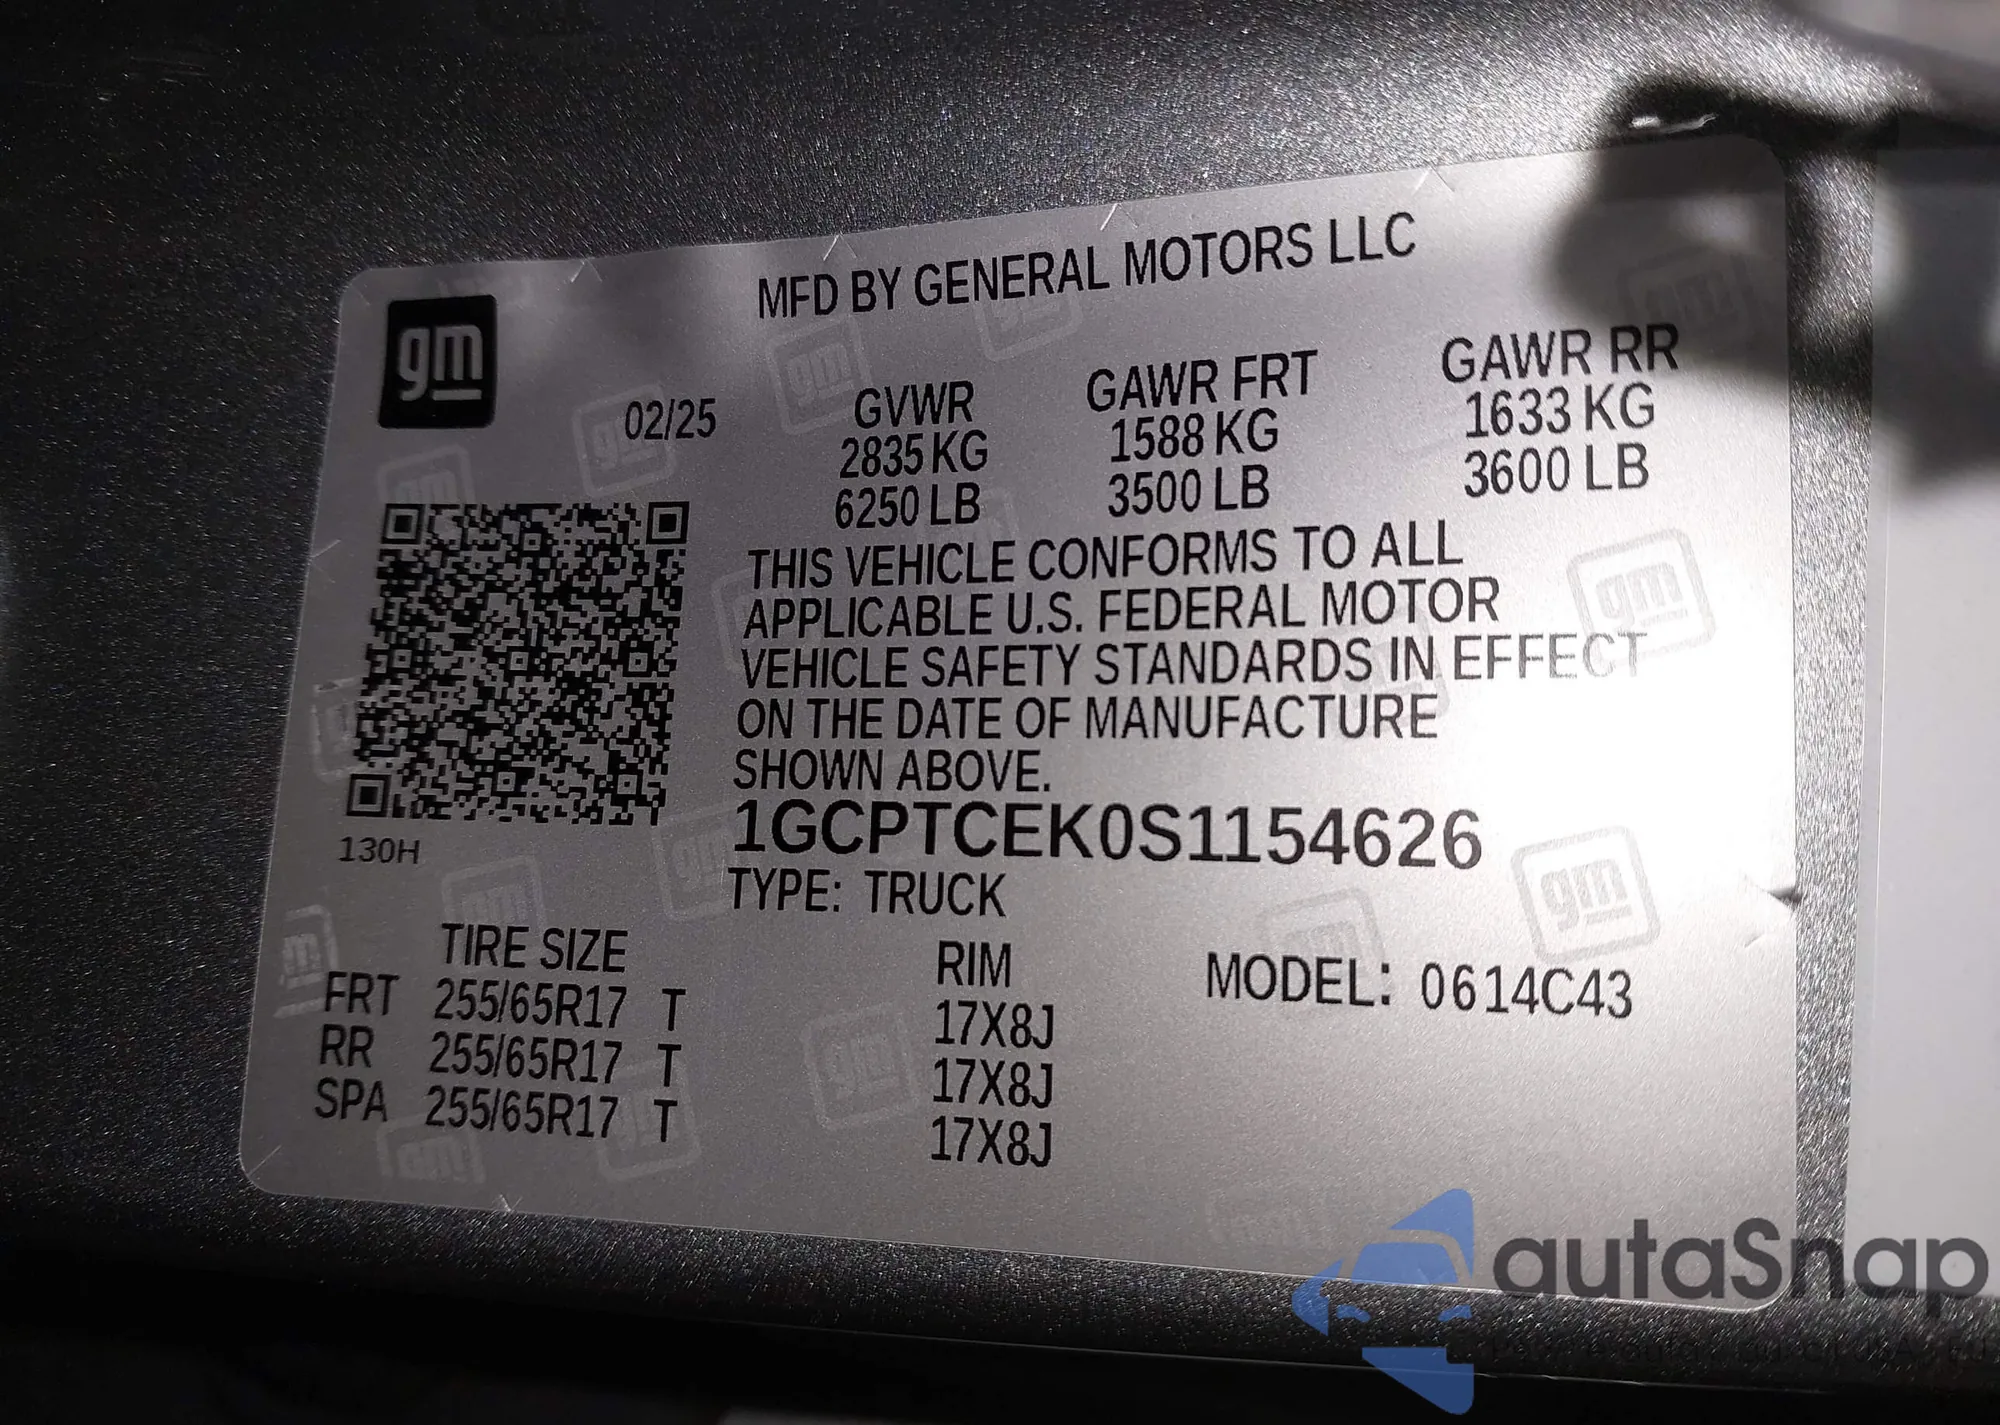 MFD BY GENERAL MOTORS LLC
gm
02/25
GVWR
2835 KG
6250 LB
GAWR FRT
1588 KG
3500 LB
GAWR RR
1633 KG
3600 LB
THIS VEHICLE CONFORMS TO ALL
APPLICABLE U.S. FEDERAL MOTOR
VEHICLE SAFETY STANDARDS IN EFFECT
ON THE DATE OF MANUFACTURE
SHOWN ABOVE.
1GCPTCEK0S1154626
TYPE: TRUCK
130H
TIRE SIZE
RIM
MODEL: 0614C43
FRT 255/65R17 T 17X8J
RR 255/65R17 T 17X8J
SPA 255/65R17 T 17X8J
autaSnap